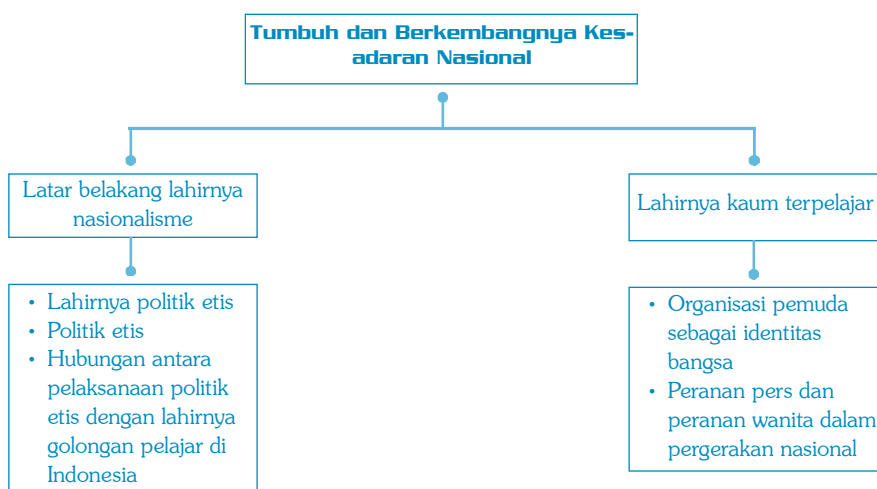 Tumbuh dan Berkembangnya Kes-
adaran Nasional
Latar belakang lahirnya
nasionalisme
• Lahirnya politik etis
• Politik etis
• Hubungan antara
pelaksanaan politik
etis dengan lahirnya
golongan pelajar di
Indonesia
Lahirnya kaum terpelajar
• Organisasi pemuda
sebagai identitas
bangsa
• Peranan pers dan
peranan wanita dalam
pergerakan nasional